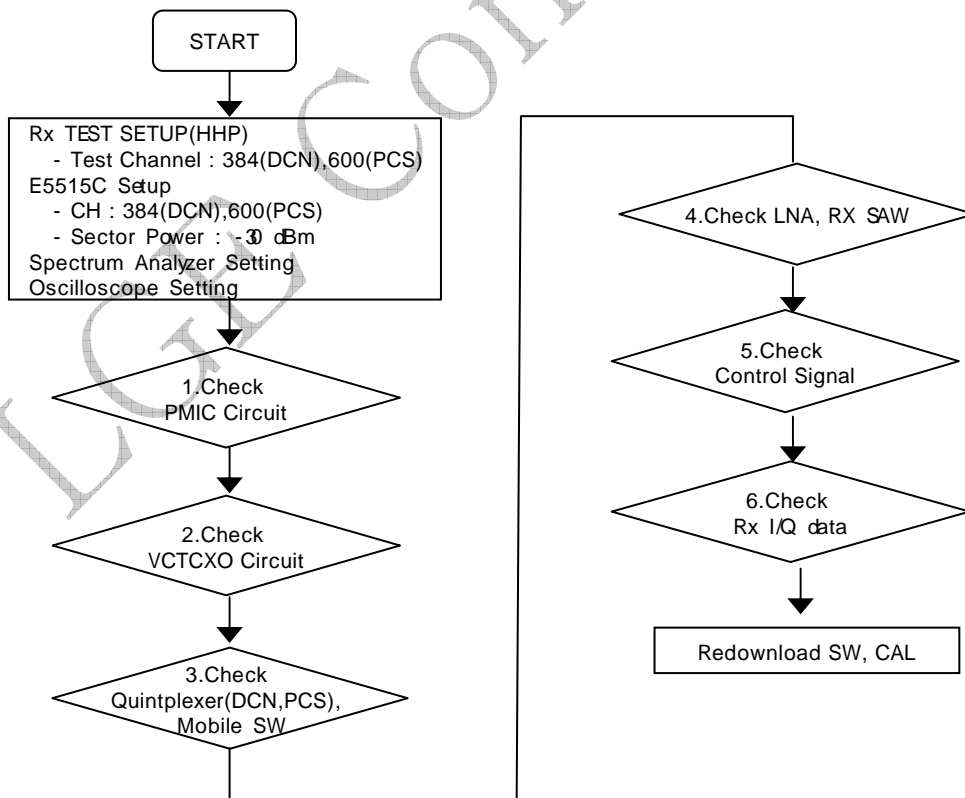 START
Rx TEST SETUP(HHP)
- Test Channel : 384(DCN),600(PCS)
E5515C Setup
- CH : 384(DCN),600(PCS)
- Sector Power : -30 dBm
Spectrum Analyzer Setting
Oscilloscope Setting
1.Check
PMIC Circuit
2.Check
VCTCXO Circuit
3.Check
Quintplexer(DCN,PCS),
Mobile SW
4.Check LNA, RX SAW
5.Check
Control Signal
6.Check
Rx I/Q data
Redownload SW, CAL
LGE Con